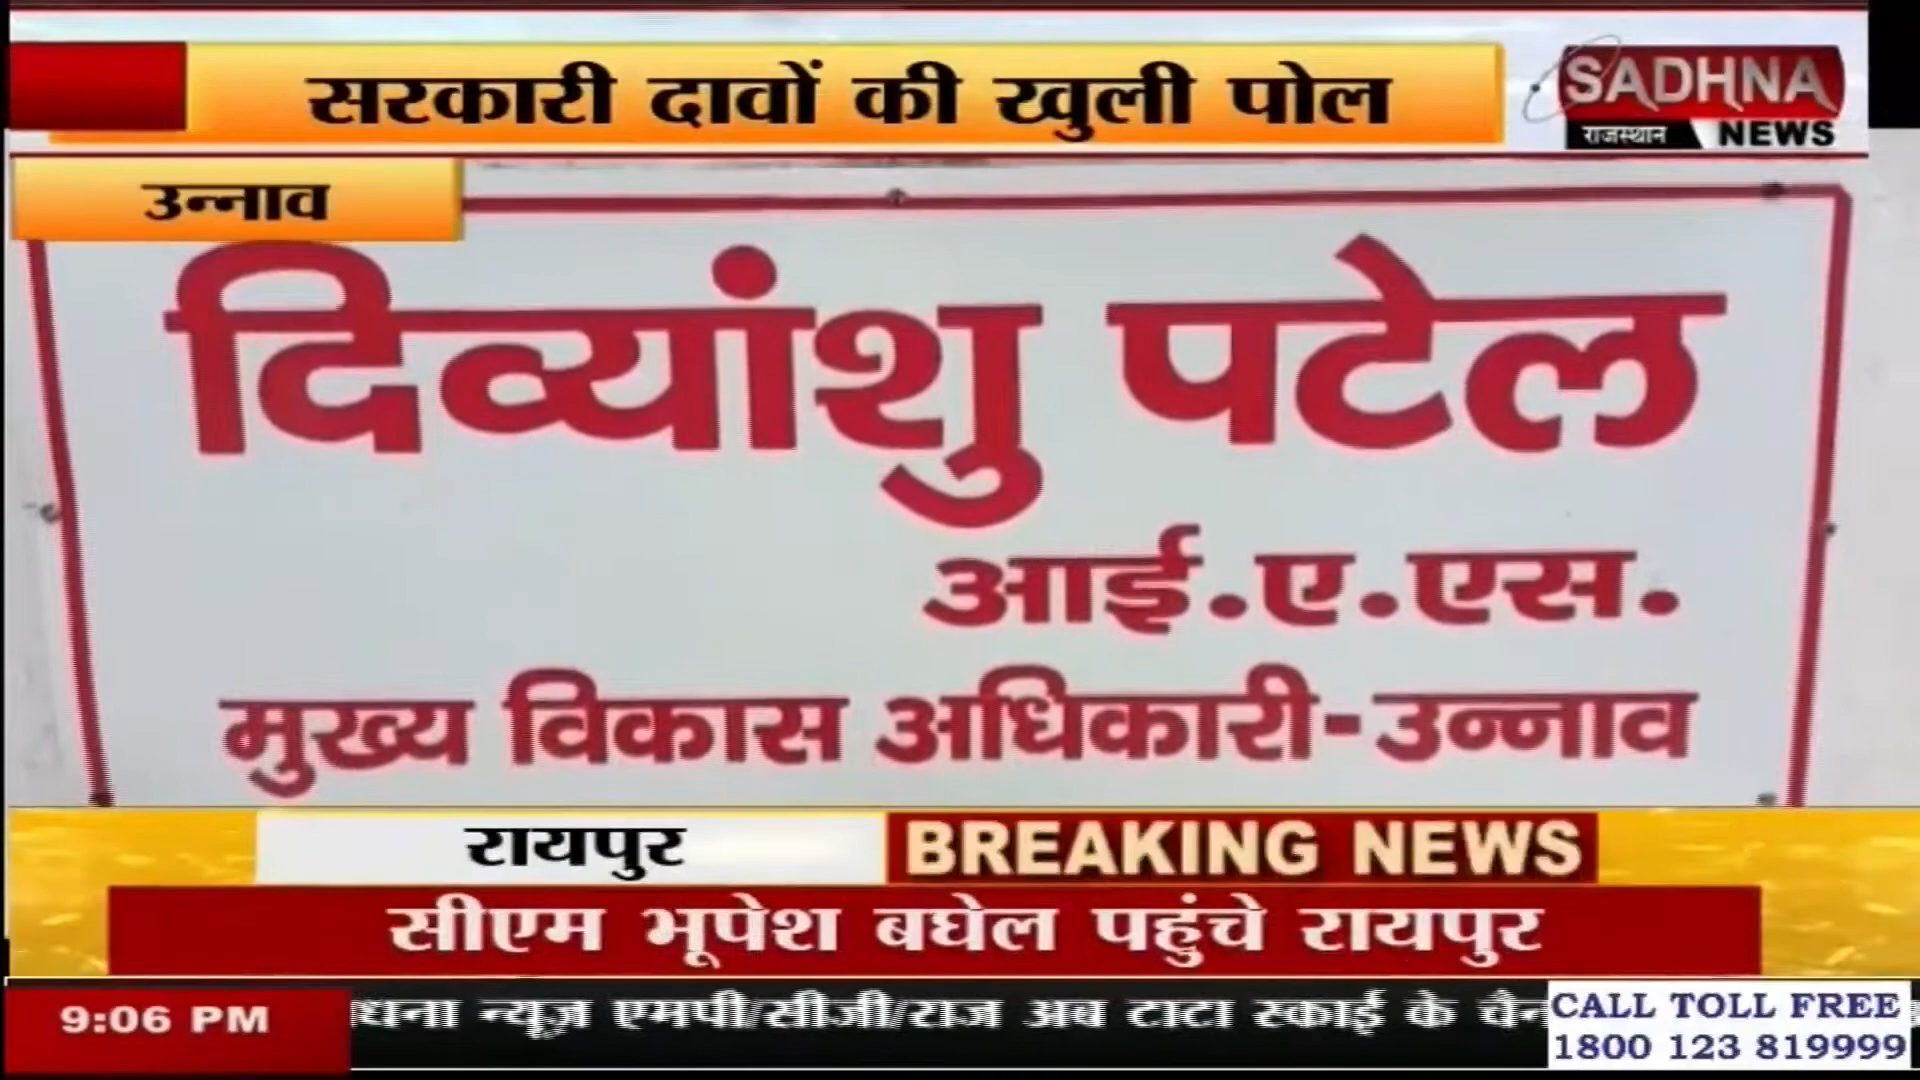 सरकारी दावों की खुली पोल
SADHNA
राजस्थान NEWS
उन्नाव
दिव्यांशु पटेल
आई.ए.एस.
मुख्य विकास अधिकारी-उन्नाव
रायपुर BREAKING NEWS
सीएम भूपेश बघेल पहुंचे रायपुर
9:06 PM न्यूज़ एमपी/सीजी/राज अब टाटा स्काई के
CALL TOLL FREE
1800 123 819999